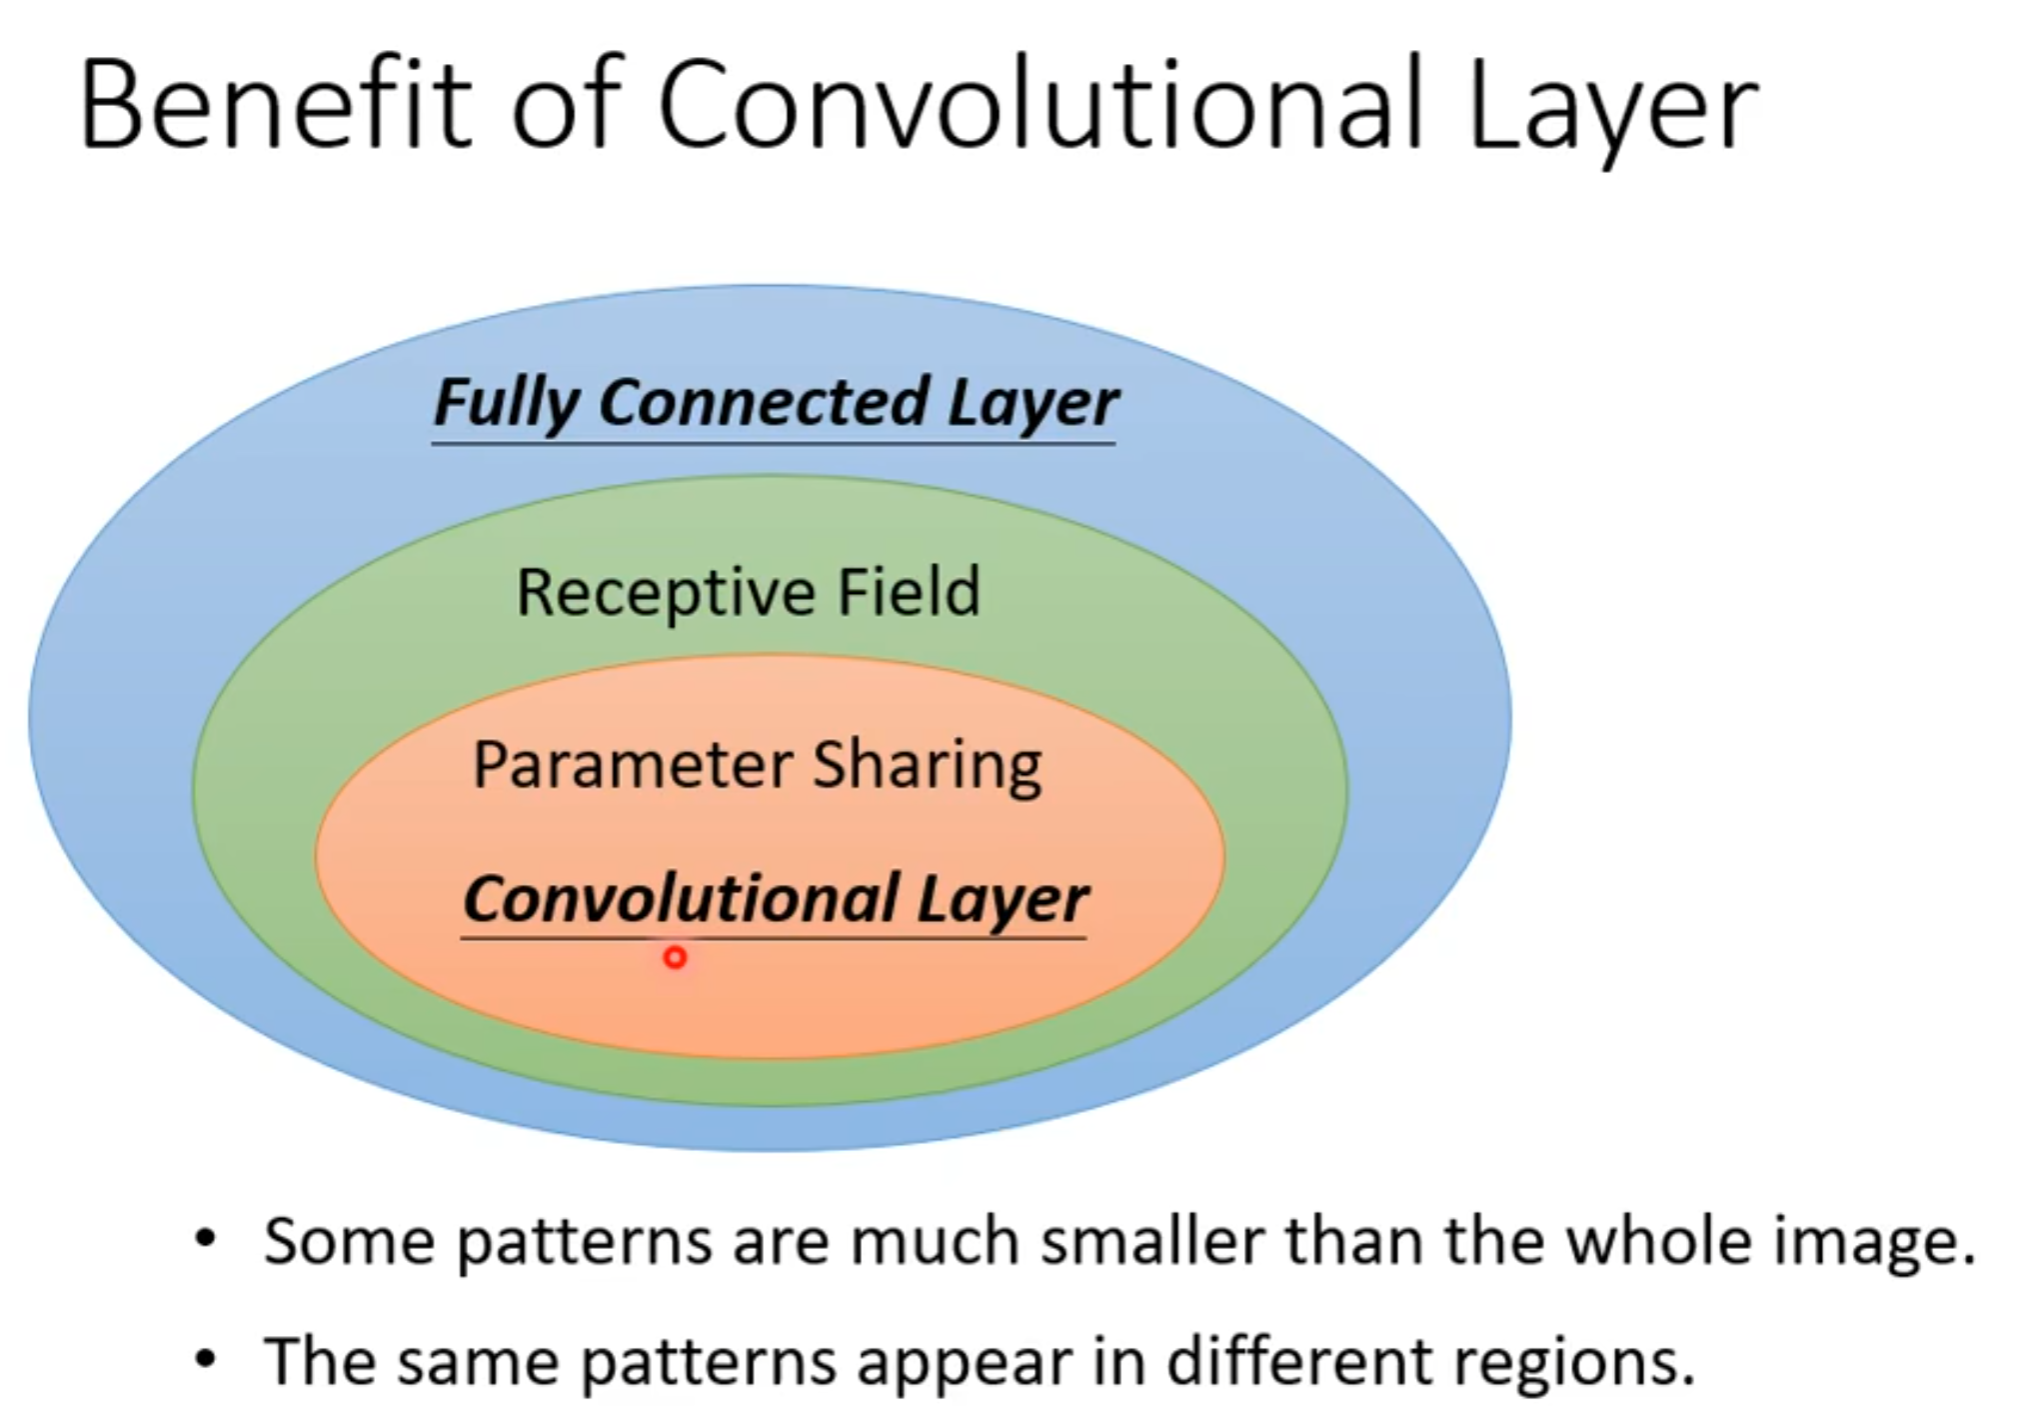 Benefit of Convolutional Layer
Fully Connected Layer
Receptive Field
Parameter Sharing
Convolutional Layer
• Some patterns are much smaller than the whole image.
• The same patterns appear in different regions.